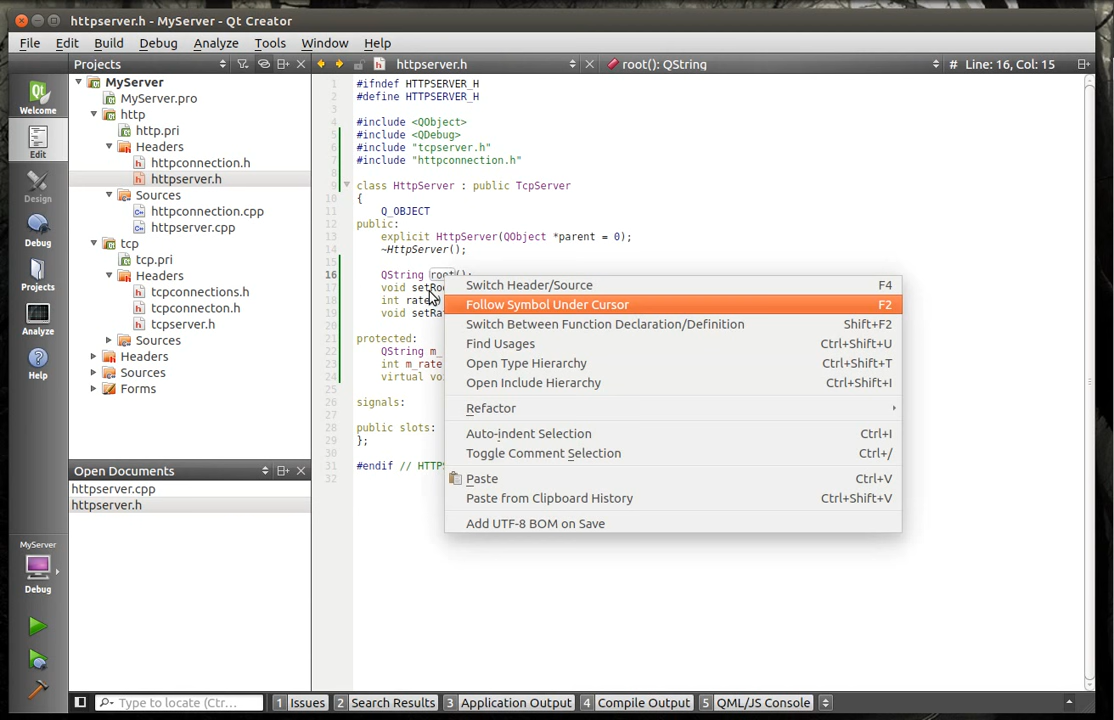 httpserver.h - MyServer - Qt Creator
File Edit Build Debug Analyze Tools Window Help
Projects httpserver.h root(): QString # Line: 16, Col: 15
Welcome
Edit
Design
Debug
Projects
Analyze
Help
MyServer
MyServer.pro
http
http.pri
Headers
httpconnection.h
httpserver.h
Sources
httpconnection.cpp
httpserver.cpp
tcp
tcp.pri
Headers
tcpconnections.h
tcpconnecton.h
tcpserver.h
Sources
Headers
Sources
Forms
Open Documents
httpserver.cpp
httpserver.h
MyServer
Debug
1 #ifndef HTTPSERVER_H
2 #define HTTPSERVER_H
3
4 #include <QObject>
5 #include <QDebug>
6 #include "tcpserver.h"
7 #include "httpconnection.h"
8
9 class HttpServer : public TcpServer
10 {
11 Q_OBJECT
12 public:
13 explicit HttpServer(QObject *parent = 0);
14 ~HttpServer();
15
16 QString root();
17 void setRoo
18 int rate()
19 void setRa
20
21 protected:
22 QString m_
23 int m_rate
24 virtual voi
25
26 signals:
27
28 public slots:
29 };
30
31 #endif // HTTPS
32
Switch Header/Source F4
Follow Symbol Under Cursor F2
Switch Between Function Declaration/Definition Shift+F2
Find Usages Ctrl+Shift+U
Open Type Hierarchy Ctrl+Shift+T
Open Include Hierarchy Ctrl+Shift+I
Refactor
Auto-indent Selection Ctrl+I
Toggle Comment Selection Ctrl+/
Paste Ctrl+V
Paste from Clipboard History Ctrl+Shift+V
Add UTF-8 BOM on Save
Type to locate (Ctr... 1 Issues 2 Search Results 3 Application Output 4 Compile Output 5 QML/JS Console